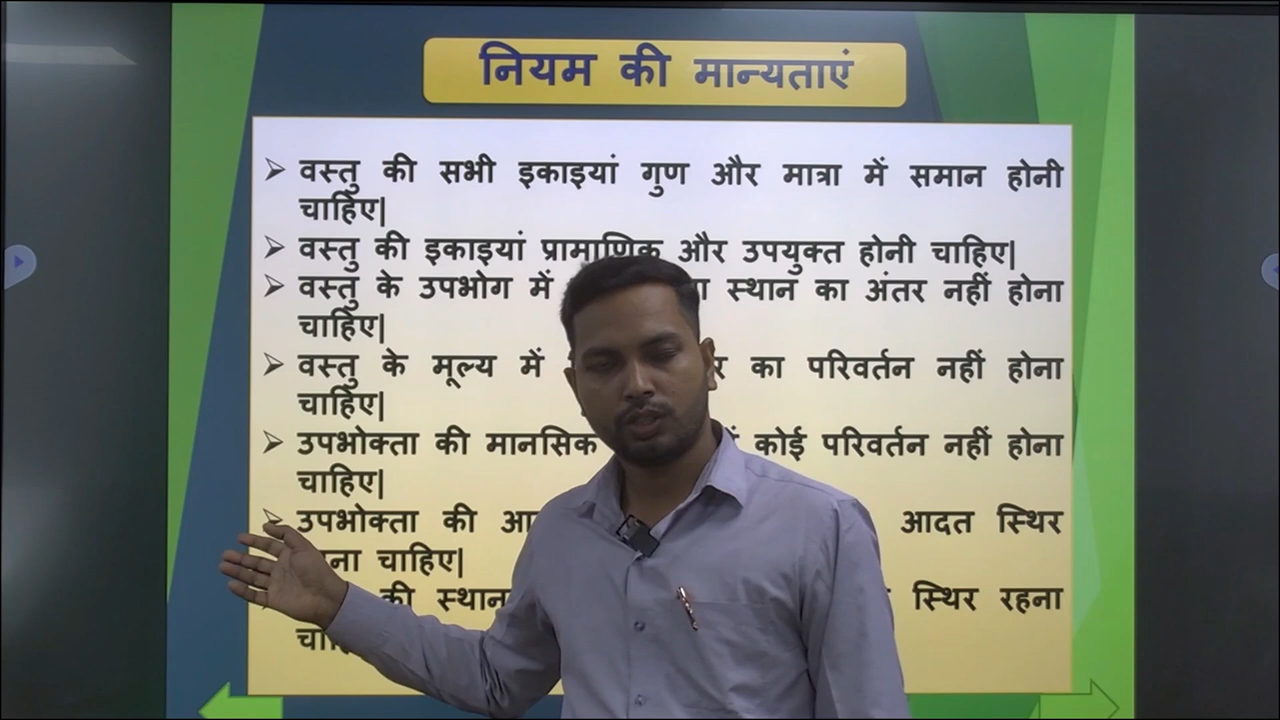 नियम की मान्यताएं
वस्तु की सभी इकाइयां गुण और मात्रा में समान होनी
चाहिए|
वस्तु की इकाइयां प्रामाणिक और उपयुक्त होनी चाहिए|
वस्तु के उपभोग में स्थान का अंतर नहीं होना
चाहिए|
वस्तु के मूल्य में का परिवर्तन नहीं होना
चाहिए|
उपभोक्ता की मानसिक कोई परिवर्तन नहीं होना
चाहिए|
उपभोक्ता की आदत स्थिर
चाहिए|
की स्थिर रहना